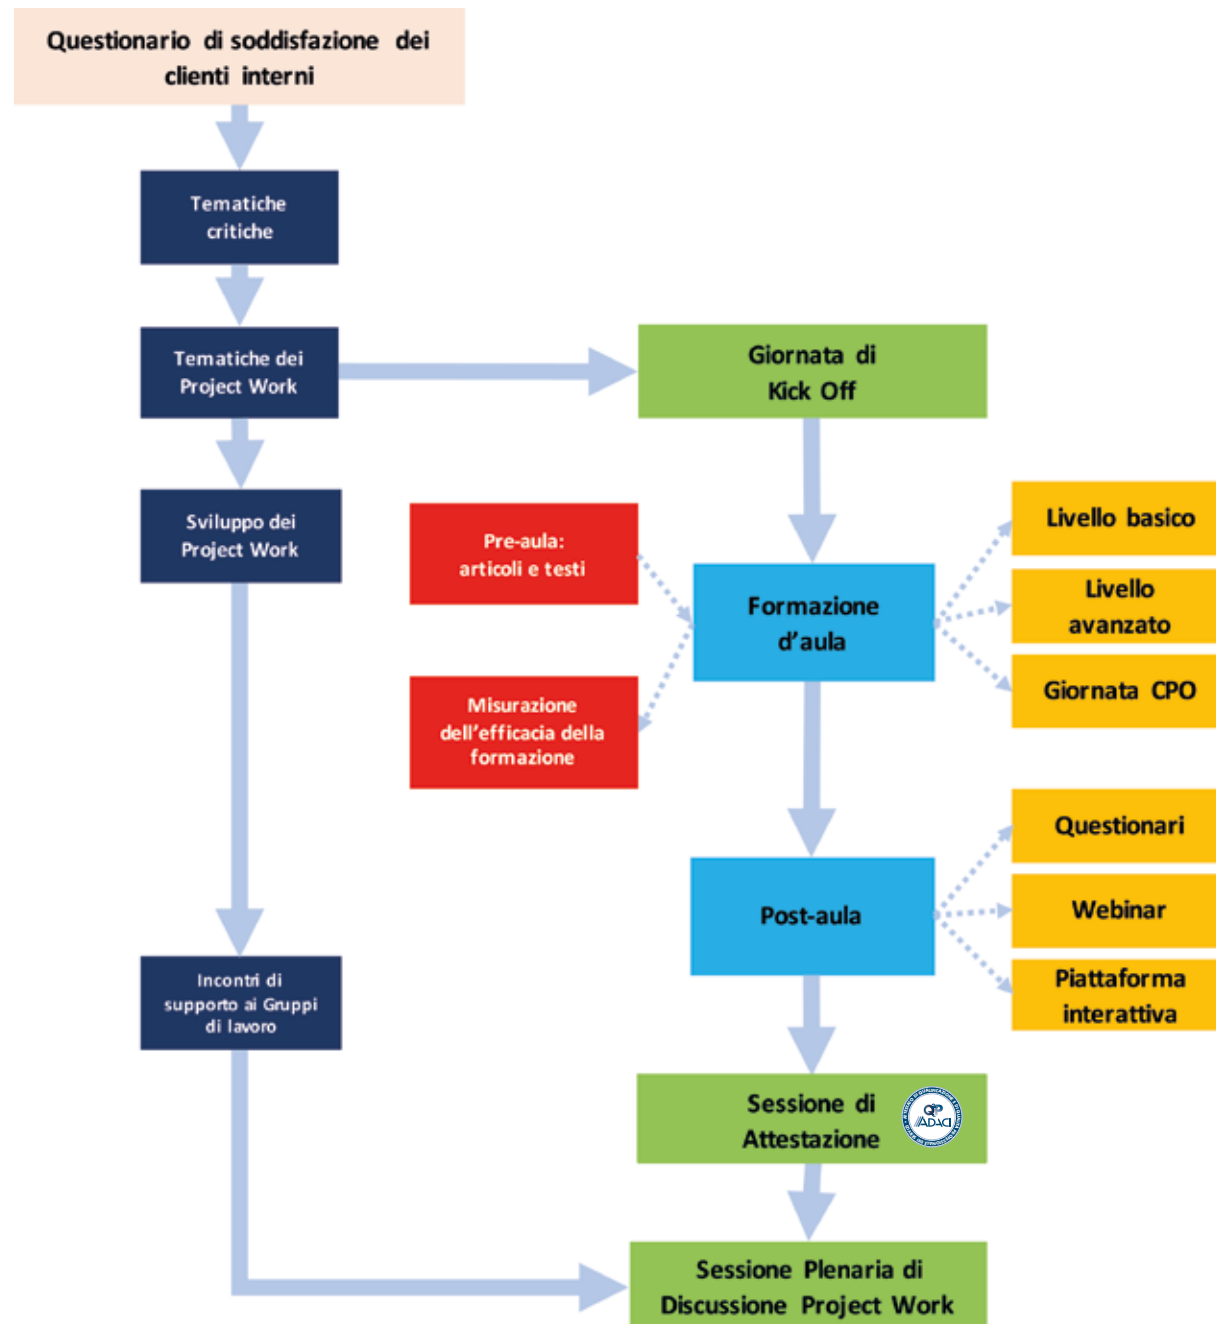 Questionario di soddisfazione dei
clienti interni
Tematiche
critiche
Tematiche dei
Project Work
Giornata di
Kick Off
Sviluppo dei
Project Work
Pre-aula:
articoli e testi
Formazione
d'aula
Livello basico
Livello
avanzato
Giornata CPO
Misurazione
dell'efficacia della
formazione
Questionari
Post-aula
Webinar
Piattaforma
interattiva
Incontri di
supporto ai Gruppi
di lavoro
Sessione di
Attestazione
ADACI
Sessione Plenaria di
Discussione Project Work